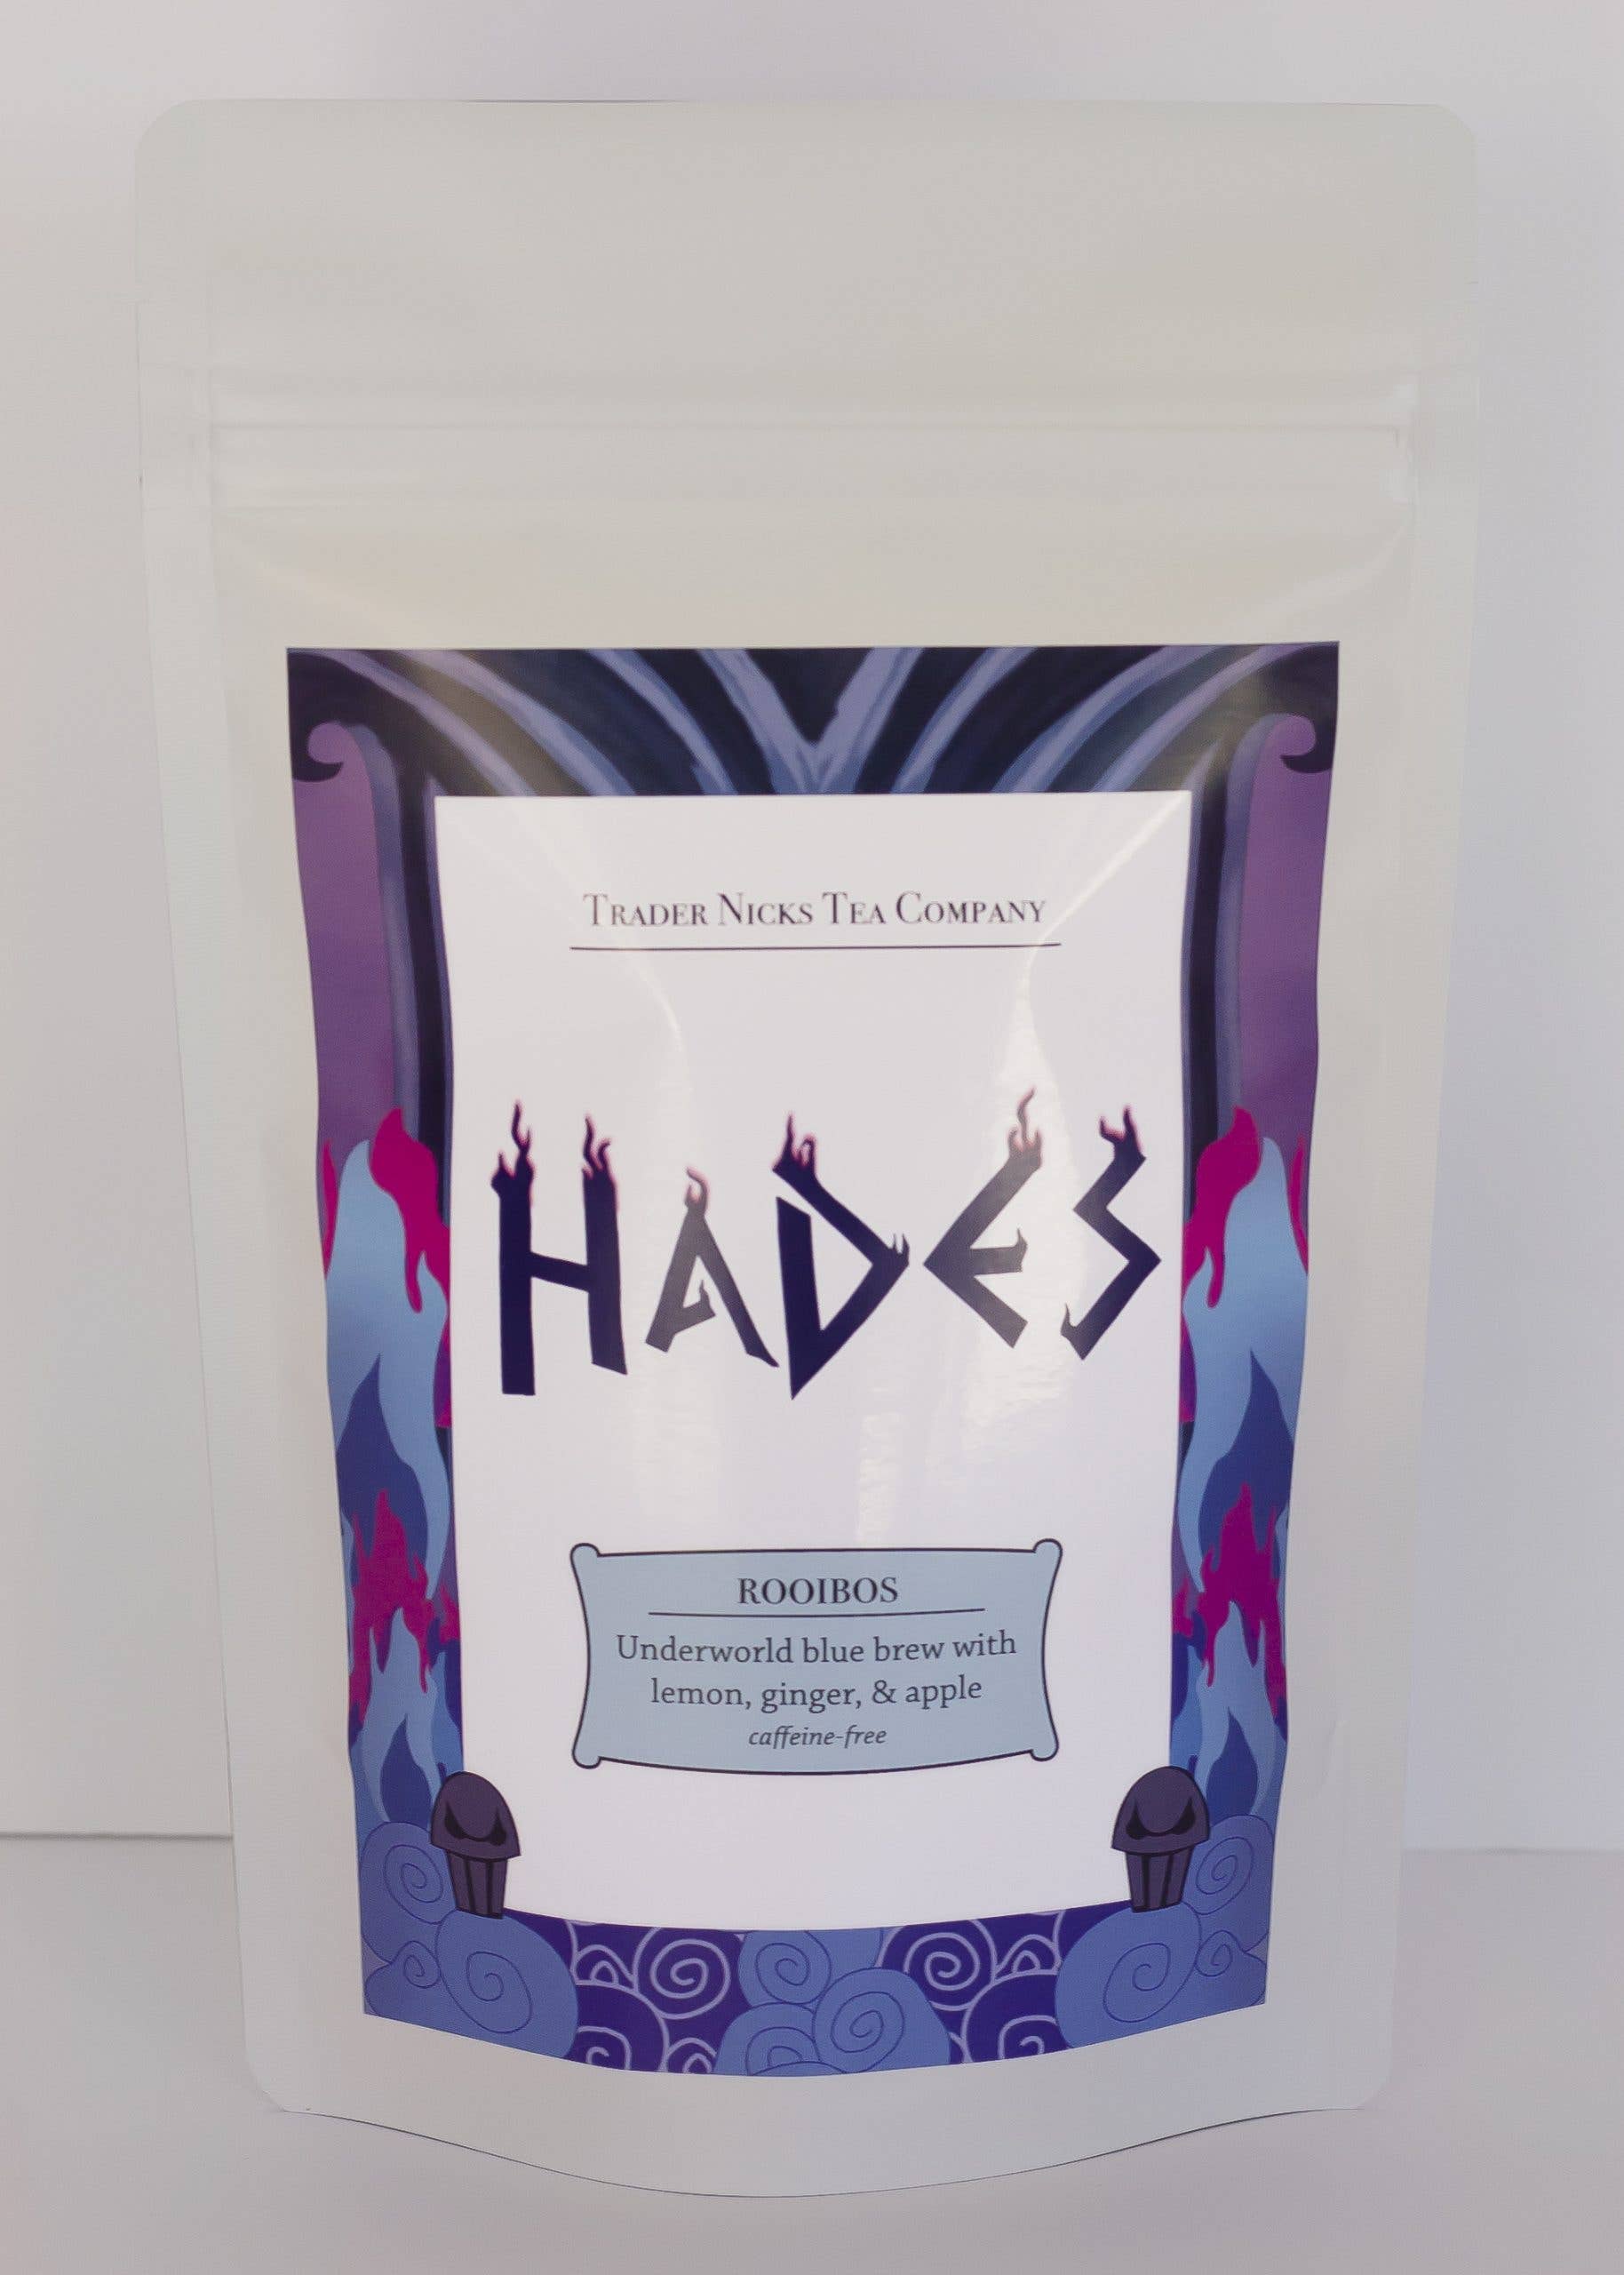 Trader Nicks Tea Company
HADES
ROOIBOS
Underworld blue brew with
lemon, ginger, & apple
caffeine-free